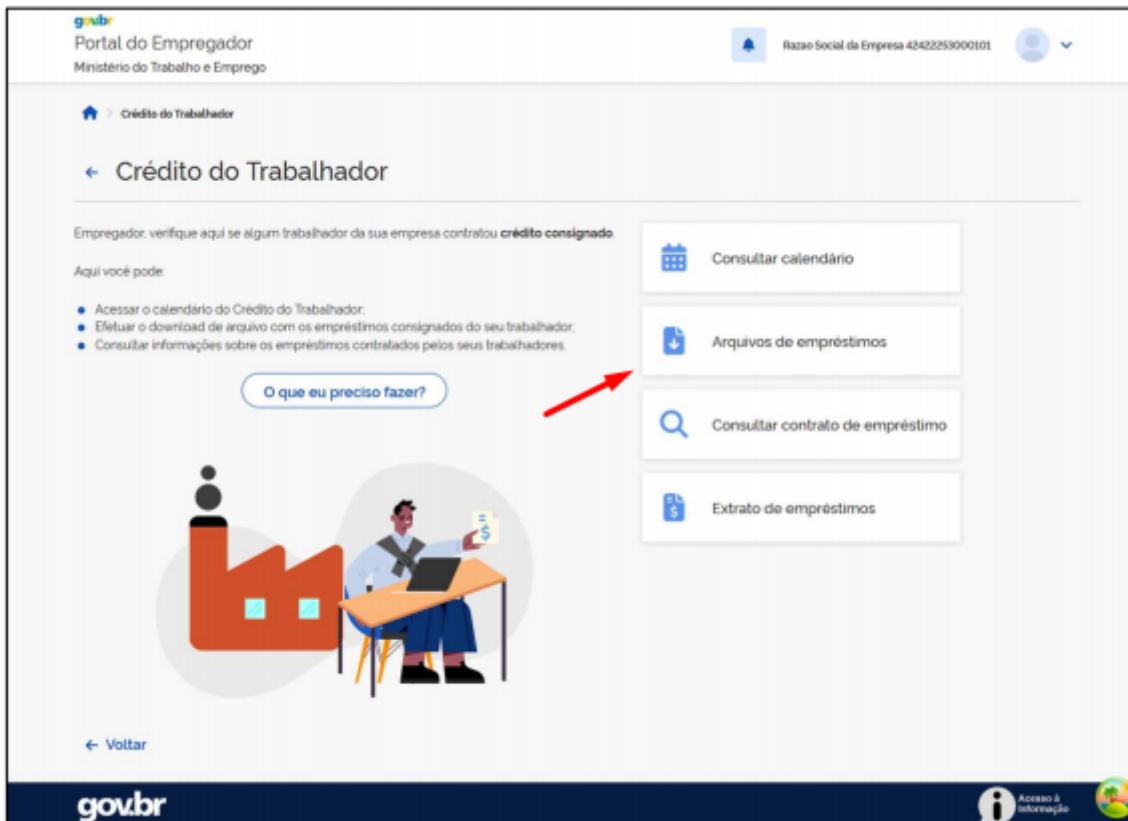 gov.br
Portal do Empregador
Ministério do Trabalho e Emprego
Razao Social da Empresa 42422253000101
Crédito do Trabalhador
Crédito do Trabalhador
Empregador, verifique aqui se algum trabalhador da sua empresa contratou crédito consignado.
Aqui você pode:
Acessar o calendário do Crédito do Trabalhador;
Efetuar o download de arquivo com os empréstimos consignados do seu trabalhador;
Consultar informações sobre os empréstimos contratados pelos seus trabalhadores.
O que eu preciso fazer?
Consultar calendário
Arquivos de empréstimos
Consultar contrato de empréstimo
Extrato de empréstimos
Voltar
gov.br
Acesso à
Informação